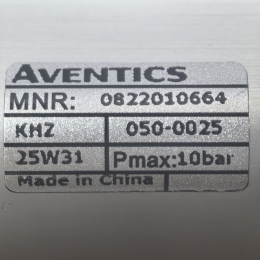 AVENTICS
MNR: 0822010664
KHZ 050-0025
25W31 Pmax:10bar
Made in China